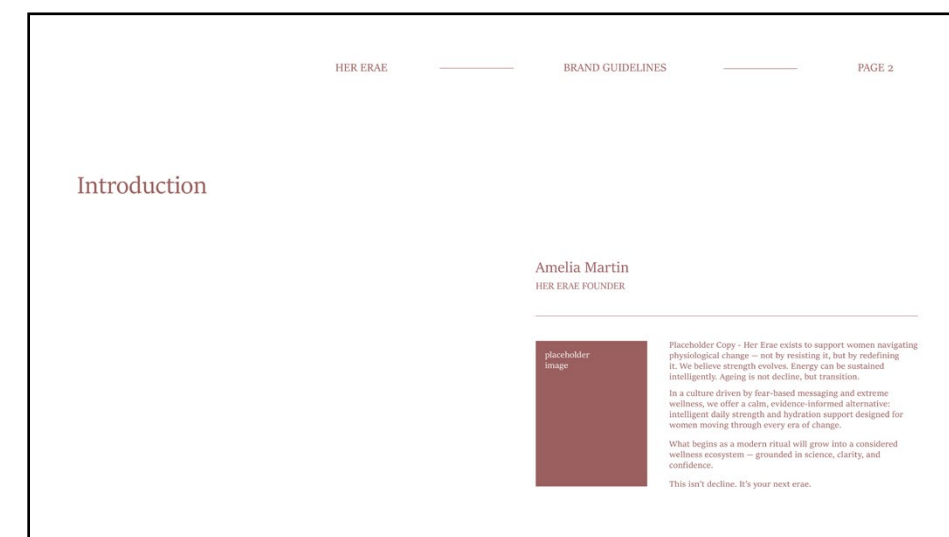 HER ERAE BRAND GUIDELINES PAGE 2
Introduction
Amelia Martin
HER ERAE FOUNDER
placeholder
image
Placeholder Copy - Her Erae exists to support women navigating
physiological change — not by resisting it, but by redefining
it. We believe strength evolves. Energy can be sustained
intelligently. Ageing is not decline, but transition.
In a culture driven by fear-based messaging and extreme
wellness, we offer a calm, evidence-informed alternative:
intelligent daily strength and hydration support designed for
women moving through every era of change.
What begins as a modern ritual will grow into a considered
wellness ecosystem — grounded in science, clarity, and
confidence.
This isn't decline. It's your next erae.